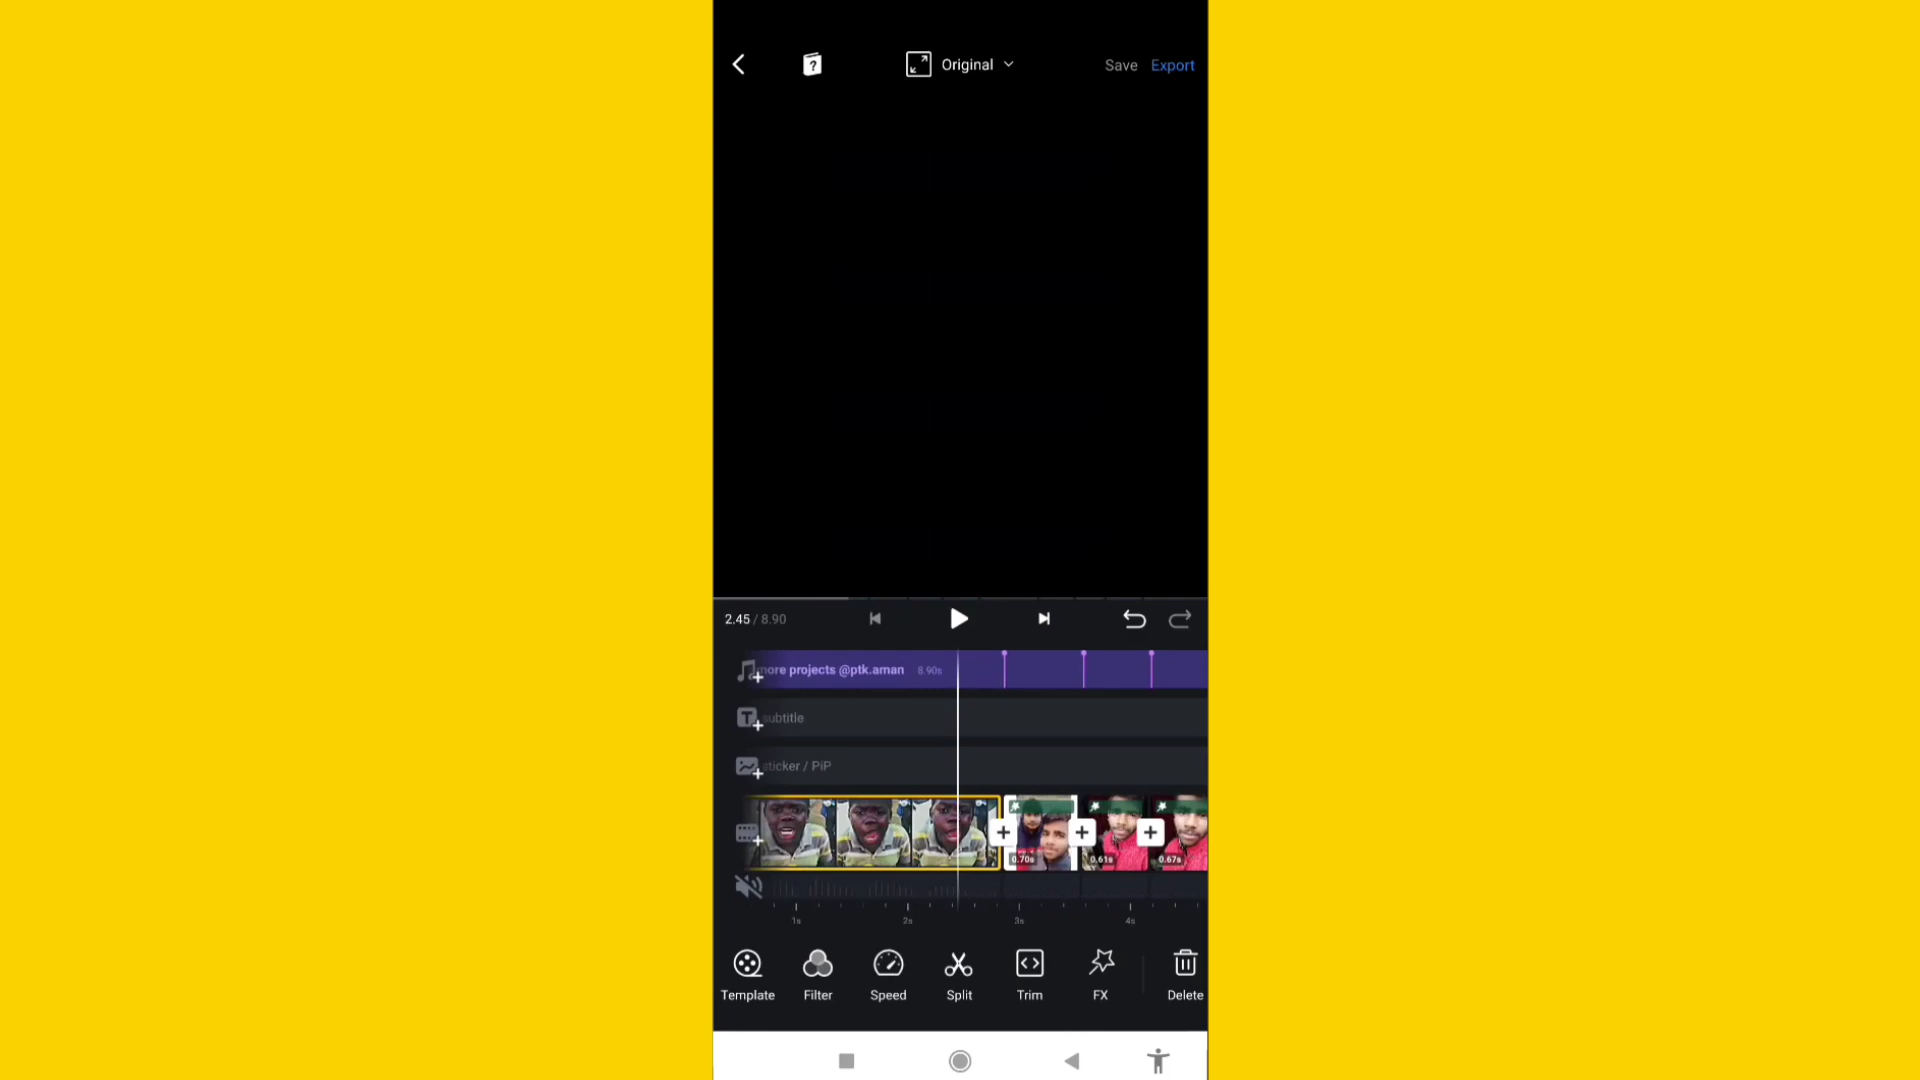 Original
Save Export
2.45 / 8.90
more projects @ptk.aman 8.90s
subtitle
sticker / PiP
0.70s 0.61s 0.67s
1s 2s 3s 4s
Template Filter Speed Split Trim FX Delete